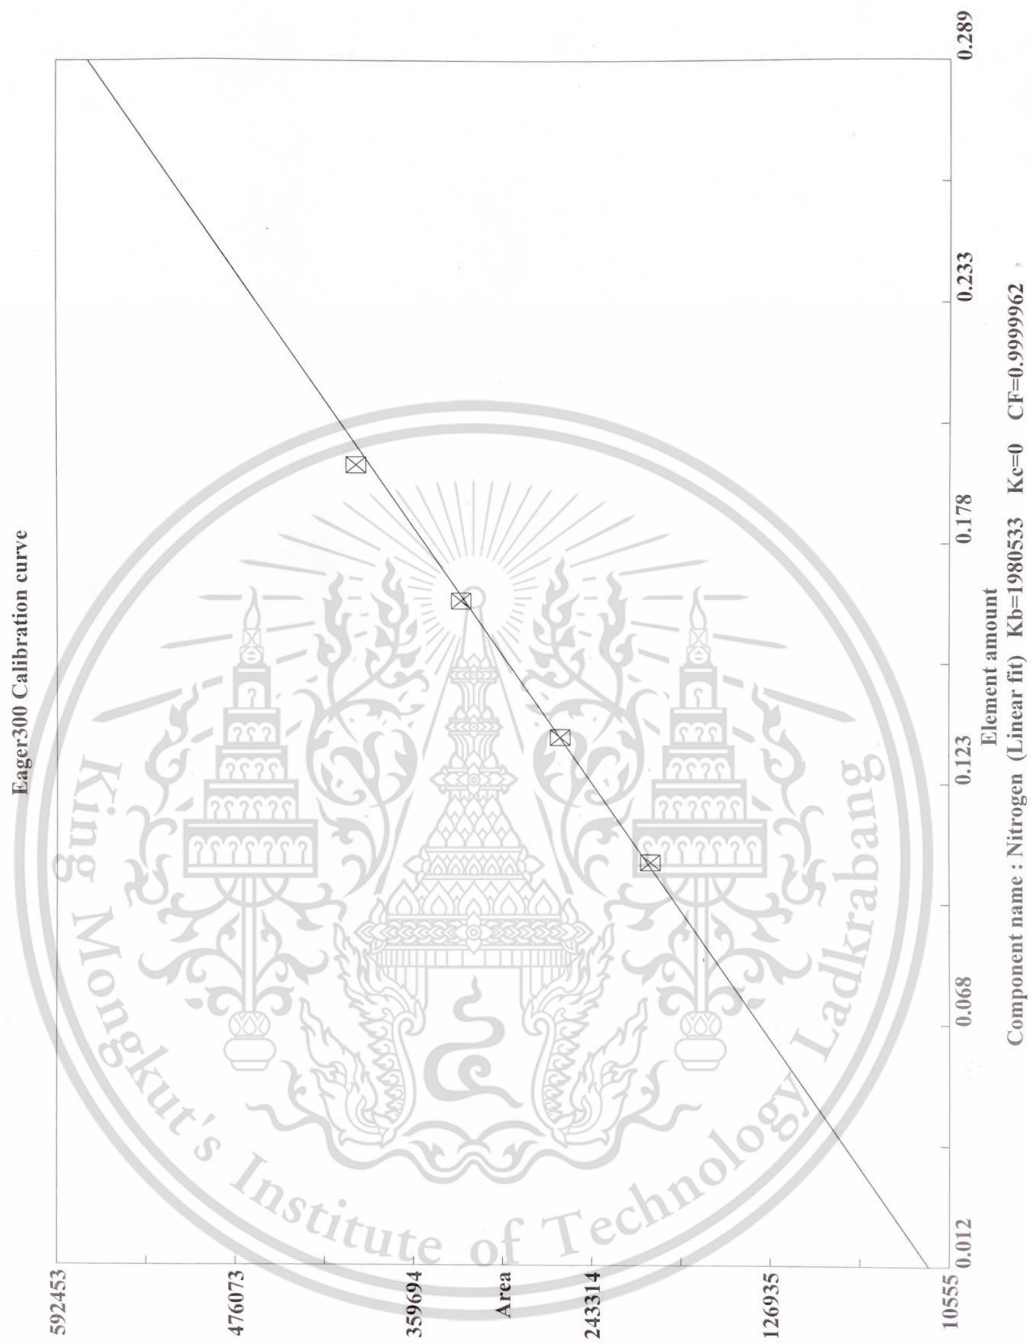 Eager300 Calibration curve
592453
476073
359694
Area
243314
126935
10555
0.012
0.068
0.123
0.178
0.233
0.289
Element amount
Component name : Nitrogen (Linear fit) Kb=1980533 Kc=0 CF=0.9999962
King Mongkut's Institute of Technology Ladkrabang